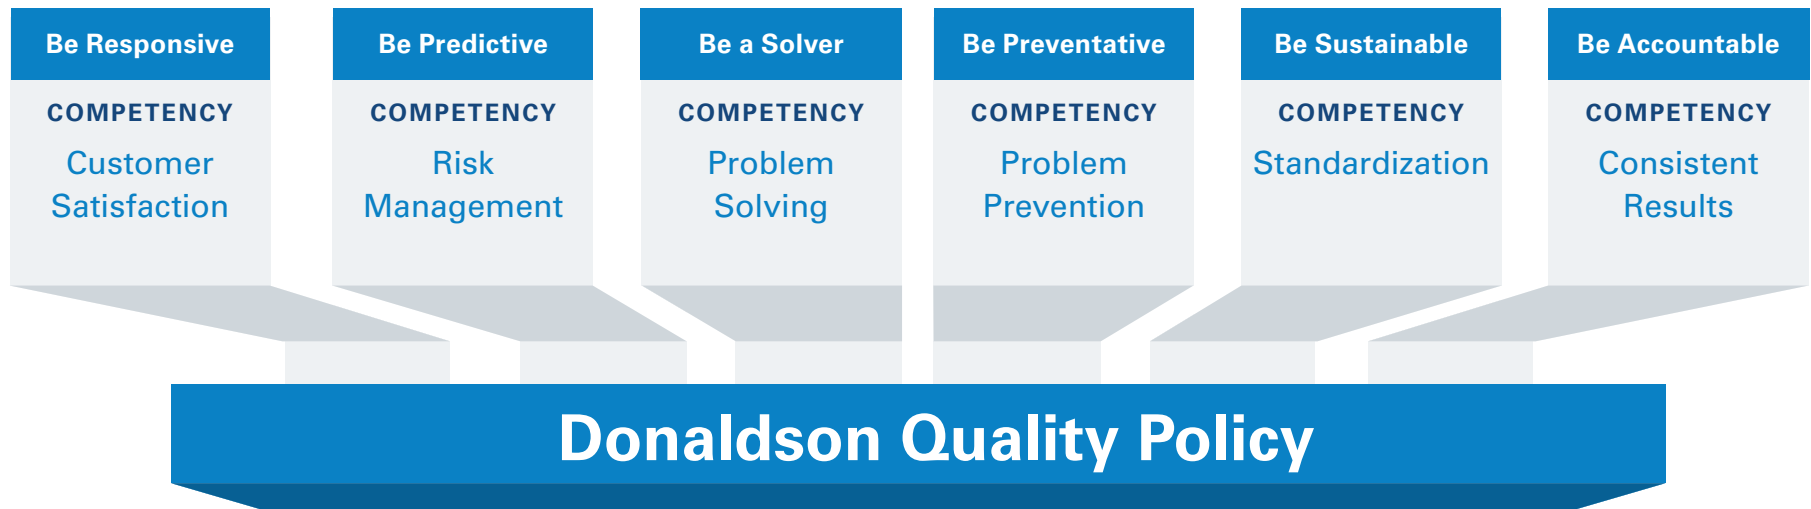 Be Responsive
COMPETENCY
Customer
Satisfaction
Be Predictive
COMPETENCY
Risk
Management
Be a Solver
COMPETENCY
Problem
Solving
Be Preventative
COMPETENCY
Problem
Prevention
Be Sustainable
COMPETENCY
Standardization
Be Accountable
COMPETENCY
Consistent
Results
Donaldson Quality Policy